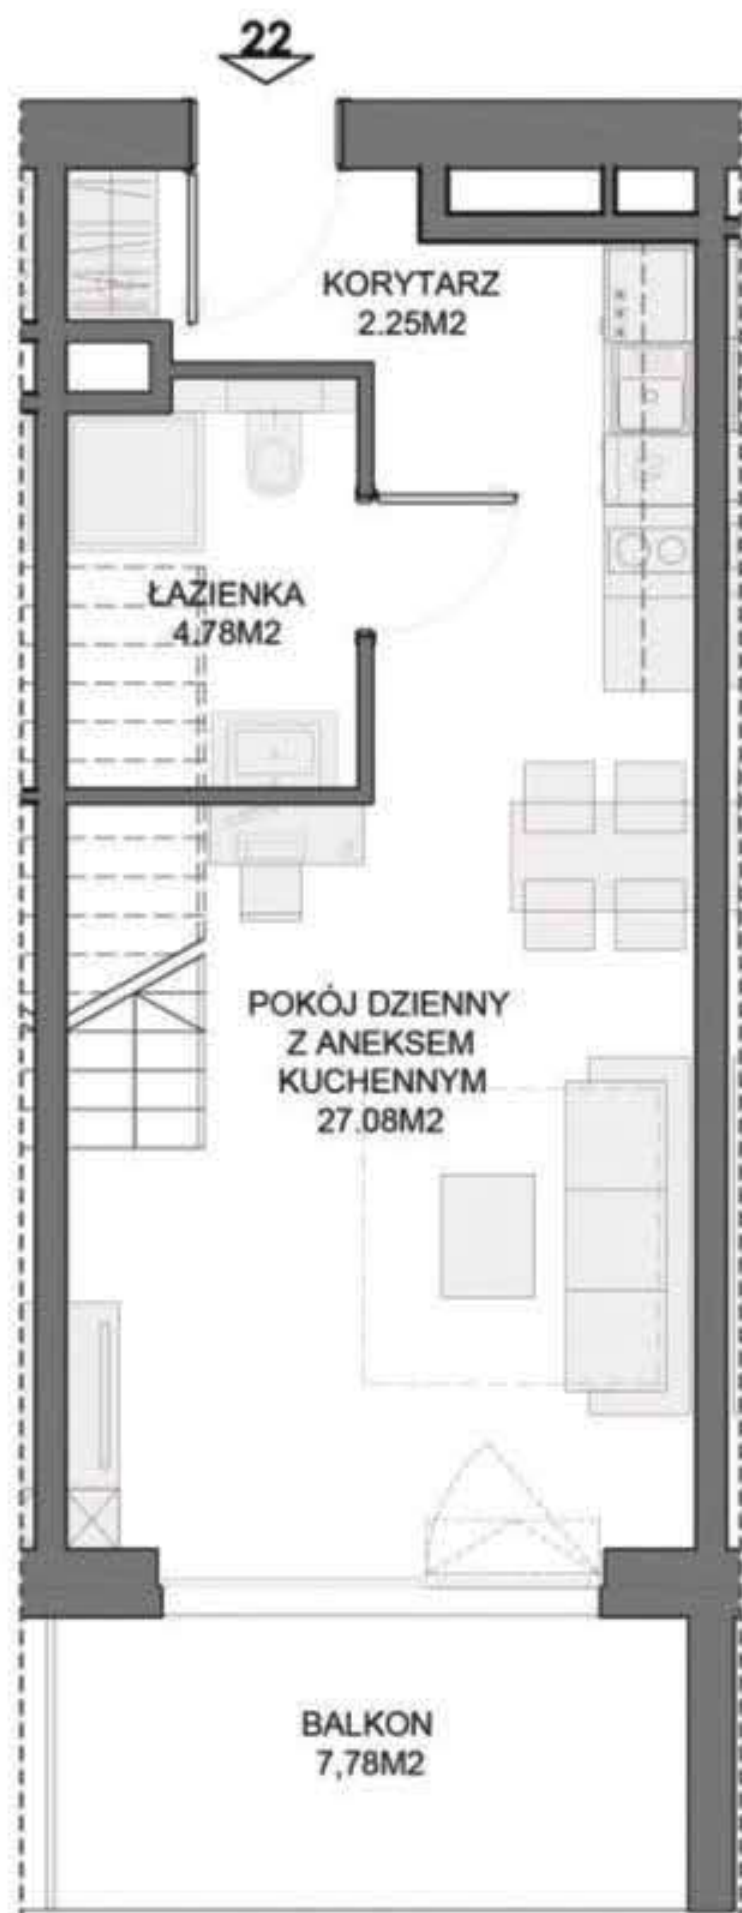 22
KORYTARZ
2.25M2
ŁAZIENKA
4.78M2
POKÓJ DZIENNY
Z ANEKSEM
KUCHENNYM
27.08M2
BALKON
7,78M2